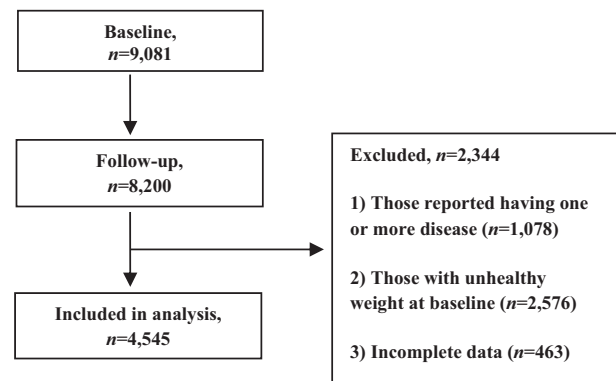 Baseline,
n=9,081
Follow-up,
n=8,200
Included in analysis,
n=4,545
Excluded, n=2,344
1) Those reported having one
or more disease (n=1,078)
2) Those with unhealthy
weight at baseline (n=2,576)
3) Incomplete data (n=463)